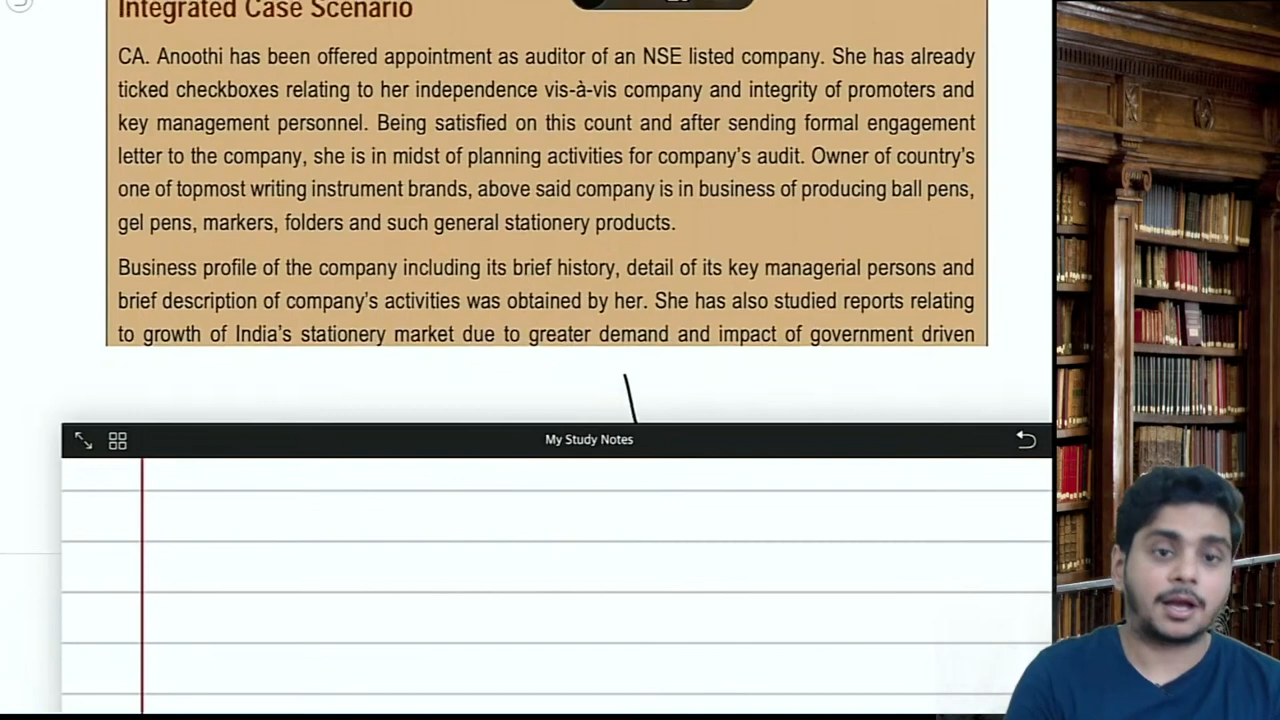 Integrated Case Scenario
CA. Anoothi has been offered appointment as auditor of an NSE listed company. She has already
ticked checkboxes relating to her independence vis-à-vis company and integrity of promoters and
key management personnel. Being satisfied on this count and after sending formal engagement
letter to the company, she is in midst of planning activities for company's audit. Owner of country's
one of topmost writing instrument brands, above said company is in business of producing ball pens,
gel pens, markers, folders and such general stationery products.
Business profile of the company including its brief history, detail of its key managerial persons and
brief description of company's activities was obtained by her. She has also studied reports relating
to growth of India's stationery market due to greater demand and impact of government driven
My Study Notes